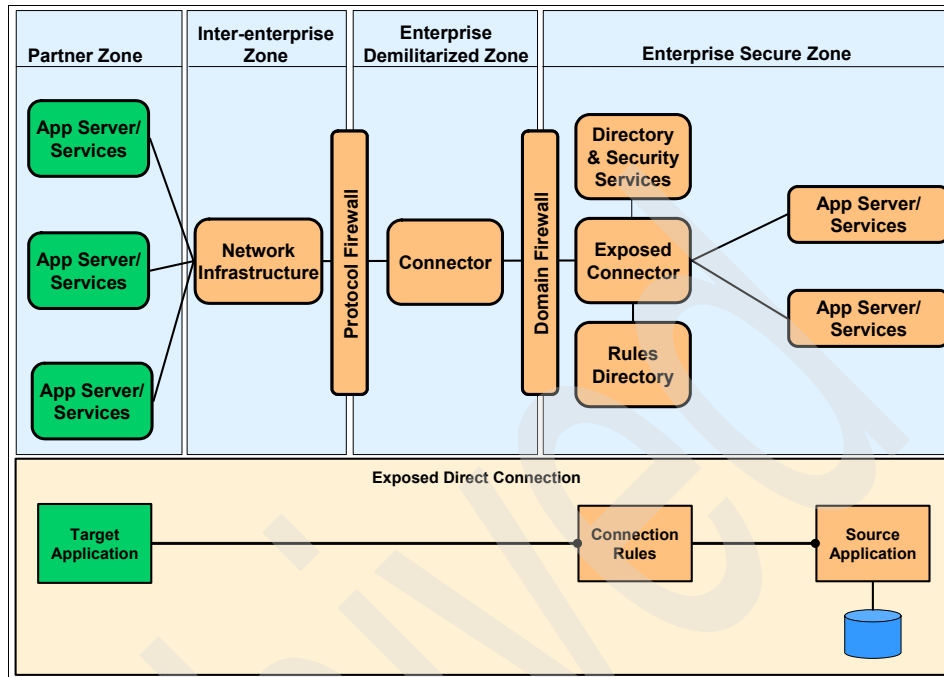 Partner Zone
Inter-enterprise
Zone
Enterprise
Demilitarized Zone
Enterprise Secure Zone
App Server/
Services
App Server/
Services
App Server/
Services
Network
Infrastructure
Protocol Firewall
Connector
Domain Firewall
Directory
& Security
Services
Exposed
Connector
Rules
Directory
App Server/
Services
App Server/
Services
Exposed Direct Connection
Target
Application
Connection
Rules
Source
Application